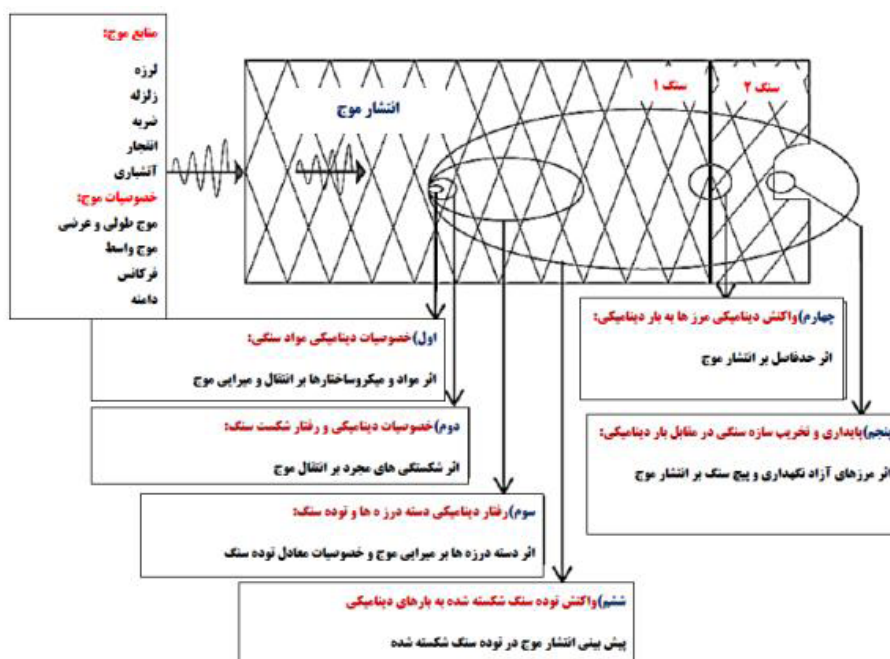 منابع موج:
لرزه
زلزله
ضربه
انفجار
آتشباری
خصوصیات موج:
موج طولی و عرضی
موج واسط
فرکانس
دامنه
انتشار موج
سنگ ۱
سنگ ۲
اول)خصوصیات دینامیکی مواد سنگی:
اثر مواد و میکروساختارها بر انتقال و میرایی موج
دوم)خصوصیات دینامیکی و رفتار شکست سنگ:
اثر شکستگی های مجرد بر انتقال موج
سوم)رفتار دینامیکی دسته درزه ها و توده سنگ:
اثر دسته درزه ها بر میرایی موج و خصوصیات معادل توده سنگ
چهارم)واکنش دینامیکی مرز ها به بار دینامیکی:
اثر حدفاصل بر انتشار موج
پنجم)پایداری و تخریب سازه سنگی در مقابل بار دینامیکی:
اثر مرزهای آزاد نگهداری و پیچ سنگ بر انتشار موج
ششم)واکنش توده سنگ شکسته شده به بارهای دینامیکی
پیش بینی انتشار موج در توده سنگ شکسته شده